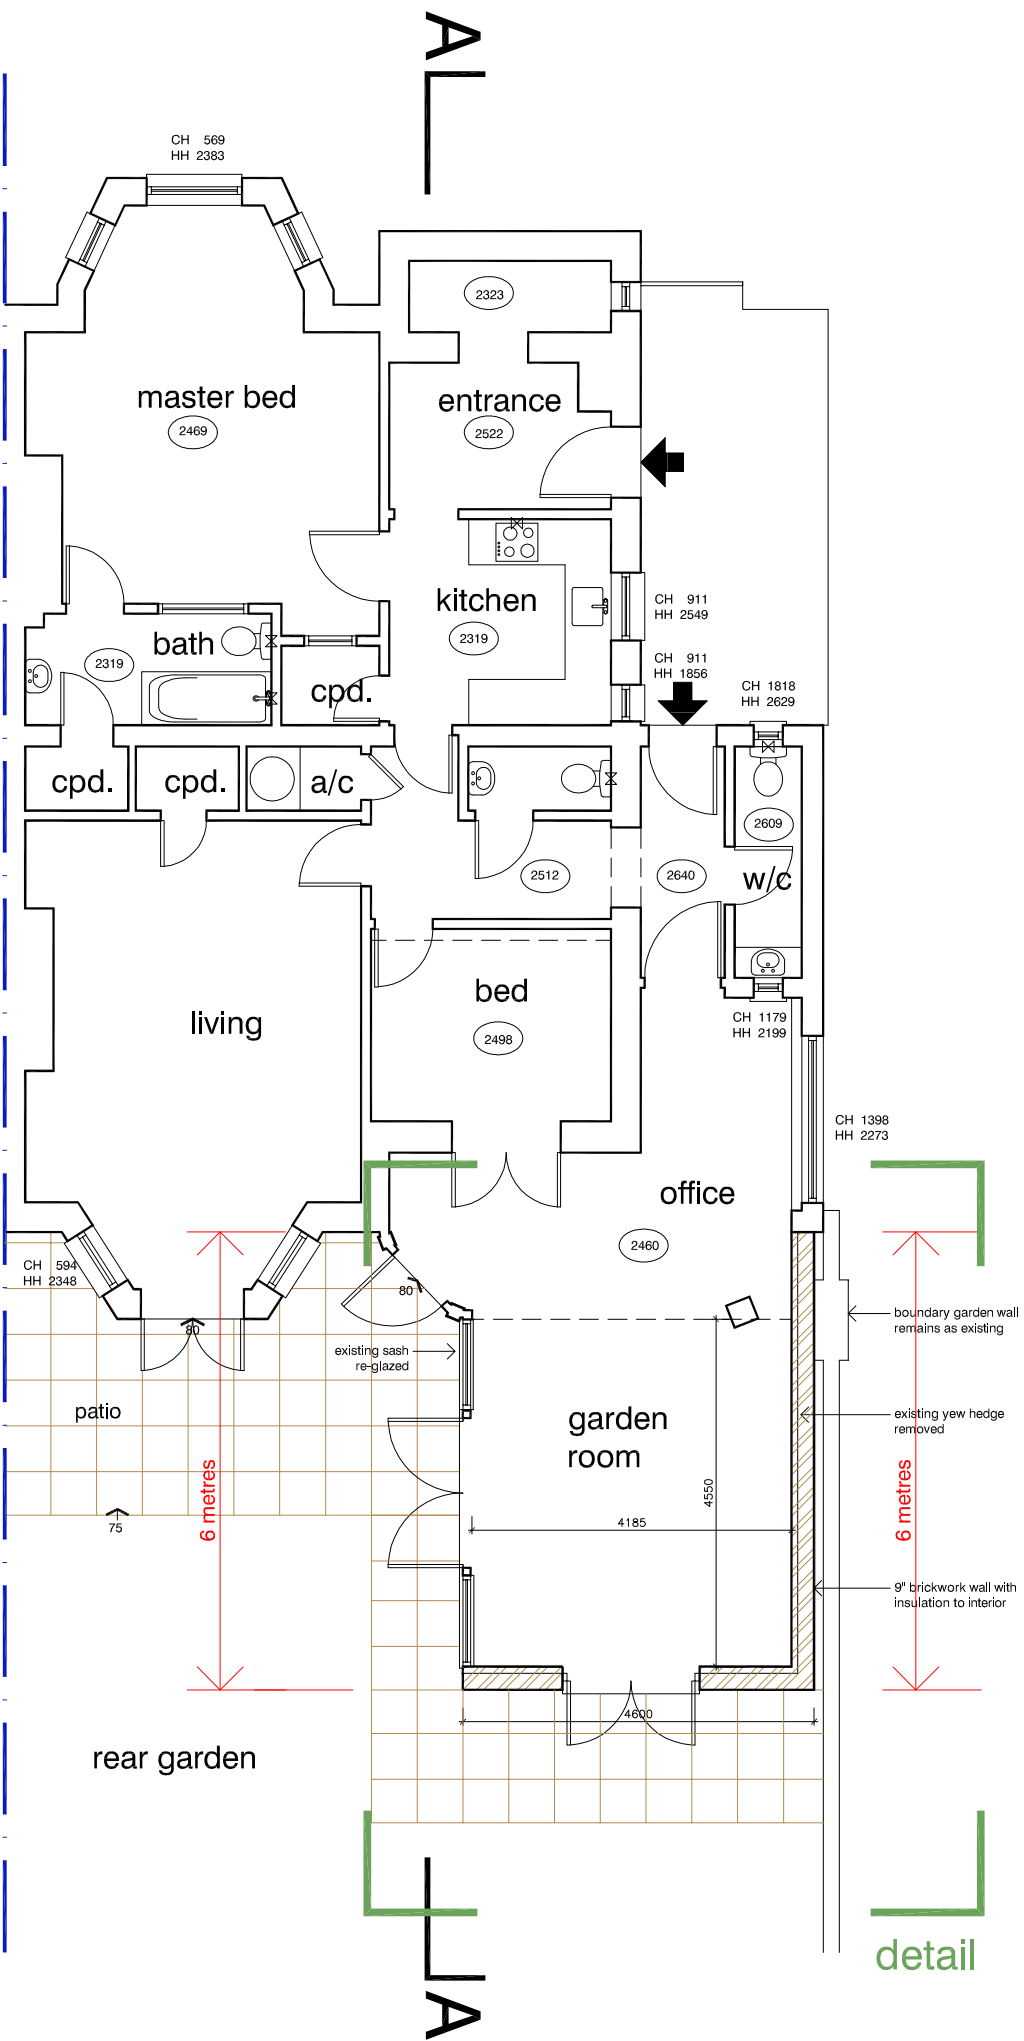 A
CH 569
HH 2383
2323
master bed
2469
entrance
2522
kitchen
2319
CH 911
HH 2549
CH 911
HH 1856
bath
2319
cpd.
CH 1818
HH 2629
cpd.
cpd.
a/c
2609
2512
2640
w/c
bed
2498
living
CH 1179
HH 2199
CH 1398
HH 2273
office
2460
CH 594
HH 2348
80
80
existing sash
re-glazed
boundary garden wall
remains as existing
patio
garden
room
existing yew hedge
removed
6 metres
4550
6 metres
75
4185
9" brickwork wall with
insulation to interior
4600
rear garden
detail
A